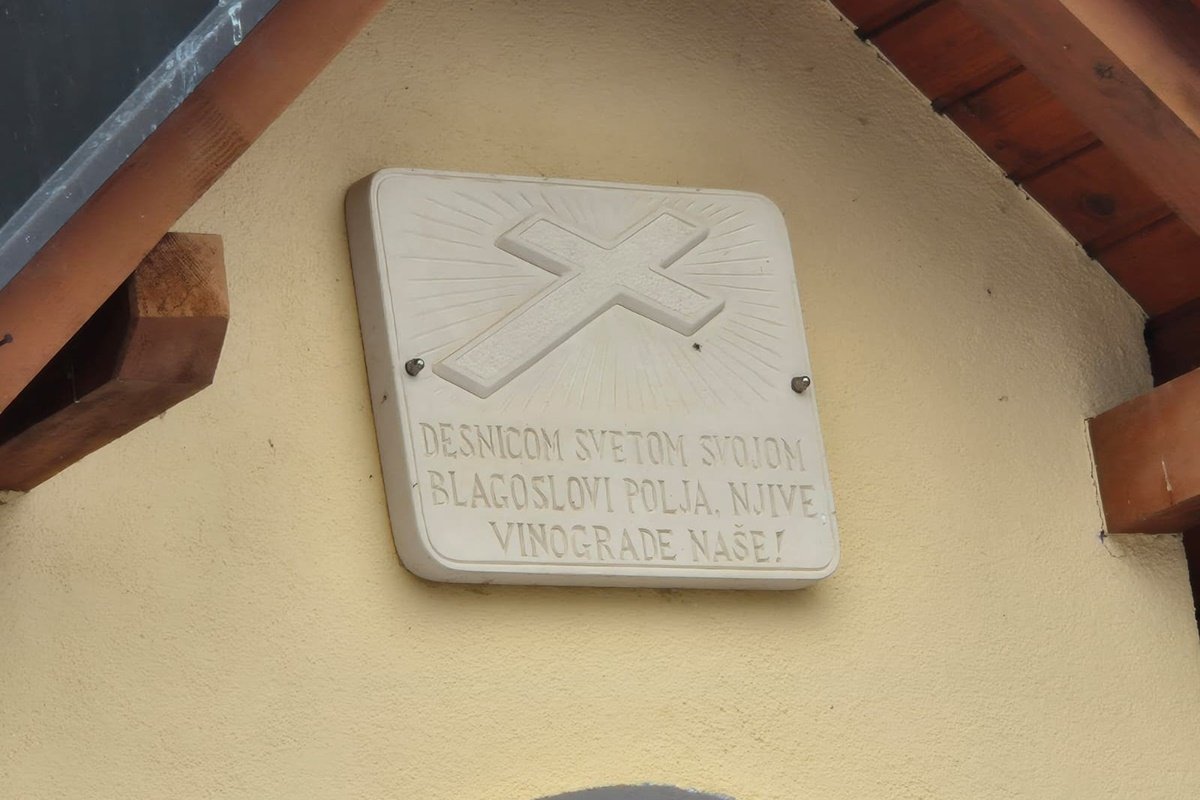 DESNICOM SVETOM SVOJOM
BLAGOSLOVI POLJA, NJIVE
VINOGRADE NAŠE!